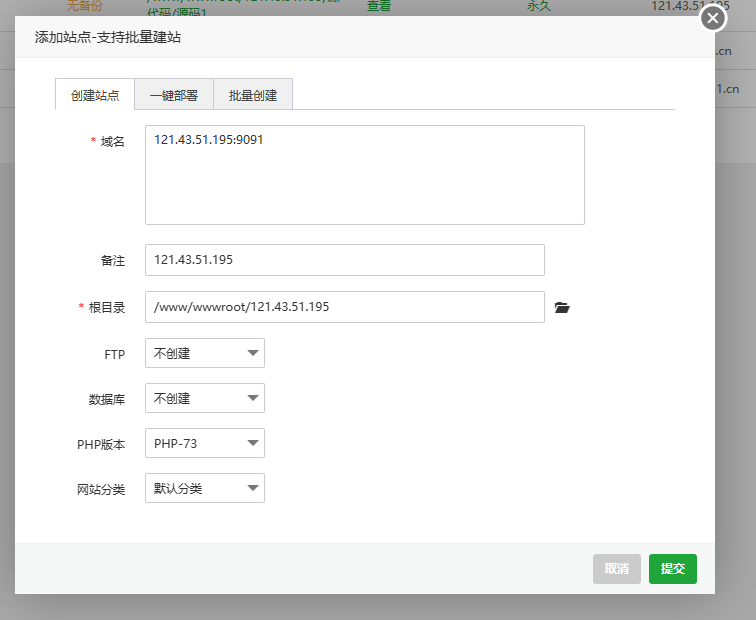 无备份 查看 永久 121.43.51.195
代码/源码1
添加站点-支持批量建站
.cn
1.cn
创建站点 一键部署 批量创建
* 域名 121.43.51.195:9091
备注 121.43.51.195
* 根目录 /www/wwwroot/121.43.51.195
FTP 不创建
数据库 不创建
PHP版本 PHP-73
网站分类 默认分类
取消 提交